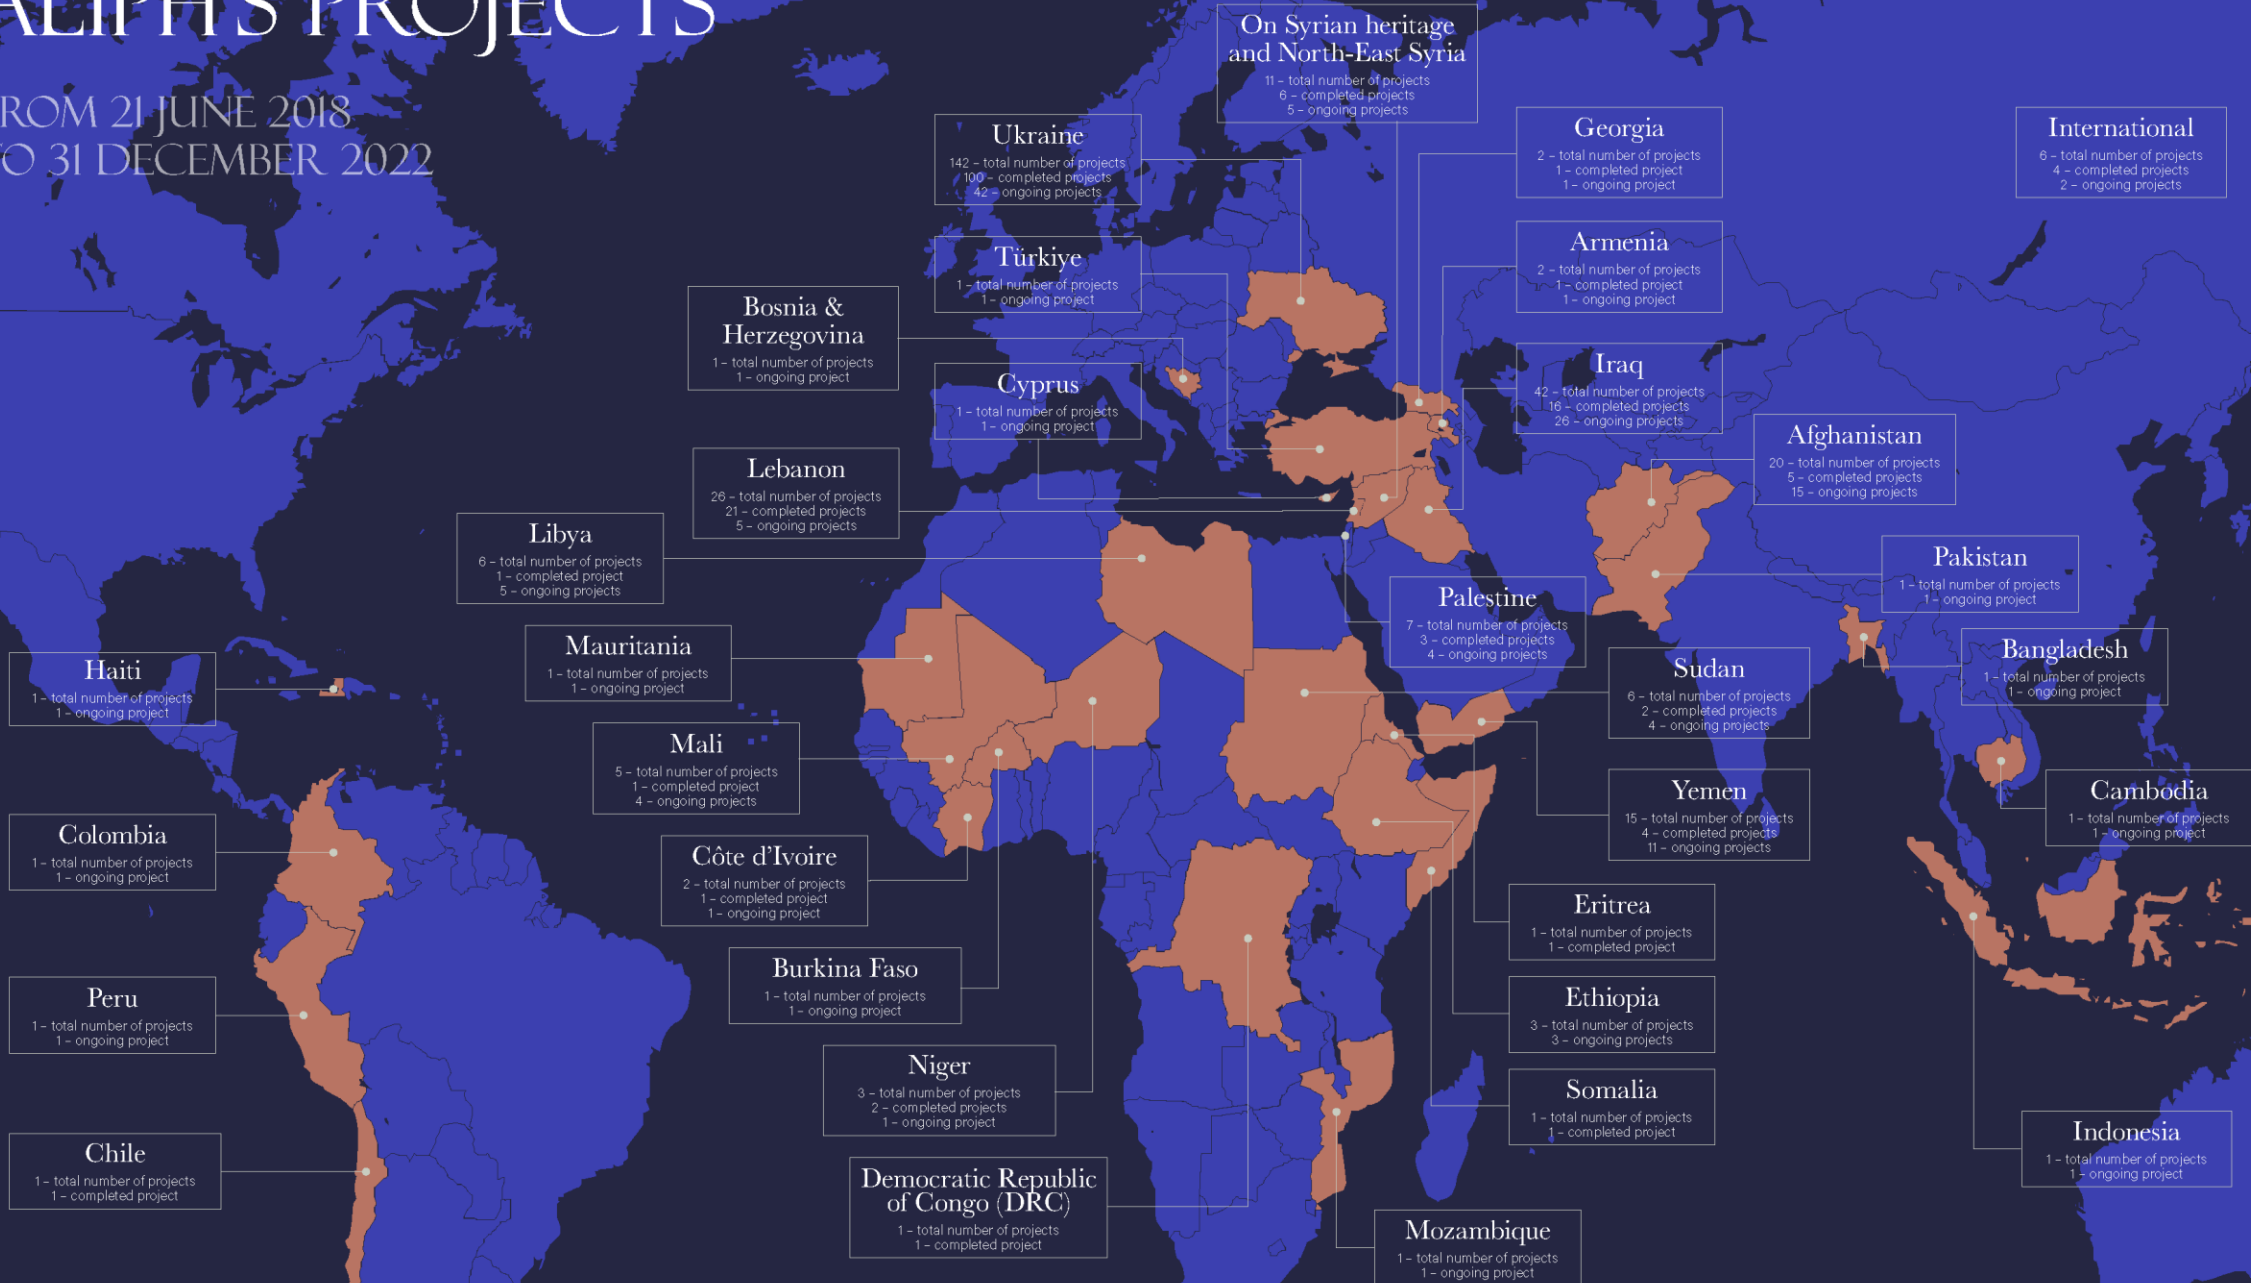 ALIPH'S PROJECTS
ROM 21 JUNE 2018
O 31 DECEMBER 2022
On Syrian heritage
and North-East Syria
11 – total number of projects
6 – completed projects
5 – ongoing projects
Ukraine
142 – total number of projects
100 – completed projects
42 – ongoing projects
Georgia
2 – total number of projects
1 – completed project
1 – ongoing project
International
6 – total number of projects
4 – completed projects
2 – ongoing projects
Türkiye
1 – total number of projects
1 – ongoing project
Armenia
2 – total number of projects
1 – completed project
1 – ongoing project
Bosnia &
Herzegovina
1 – total number of projects
1 – ongoing project
Cyprus
1 – total number of projects
1 – ongoing project
Iraq
42 – total number of projects
16 – completed projects
26 – ongoing projects
Afghanistan
20 – total number of projects
5 – completed projects
15 – ongoing projects
Lebanon
26 – total number of projects
21 – completed projects
5 – ongoing projects
Libya
6 – total number of projects
1 – completed project
5 – ongoing projects
Pakistan
1 – total number of projects
1 – ongoing project
Palestine
7 – total number of projects
3 – completed projects
4 – ongoing projects
Mauritania
1 – total number of projects
1 – ongoing project
Bangladesh
1 – total number of projects
1 – ongoing project
Haiti
1 – total number of projects
1 – ongoing project
Sudan
6 – total number of projects
2 – completed projects
4 – ongoing projects
Mali
5 – total number of projects
1 – completed project
4 – ongoing projects
Yemen
15 – total number of projects
4 – completed projects
11 – ongoing projects
Cambodia
1 – total number of projects
1 – ongoing project
Colombia
1 – total number of projects
1 – ongoing project
Côte d'Ivoire
2 – total number of projects
1 – completed project
1 – ongoing project
Eritrea
1 – total number of projects
1 – completed project
Burkina Faso
1 – total number of projects
1 – ongoing project
Peru
1 – total number of projects
1 – ongoing project
Ethiopia
3 – total number of projects
3 – ongoing projects
Niger
3 – total number of projects
2 – completed projects
1 – ongoing project
Somalia
1 – total number of projects
1 – completed project
Indonesia
1 – total number of projects
1 – ongoing project
Chile
1 – total number of projects
1 – completed project
Democratic Republic
of Congo (DRC)
1 – total number of projects
1 – completed project
Mozambique
1 – total number of projects
1 – ongoing project